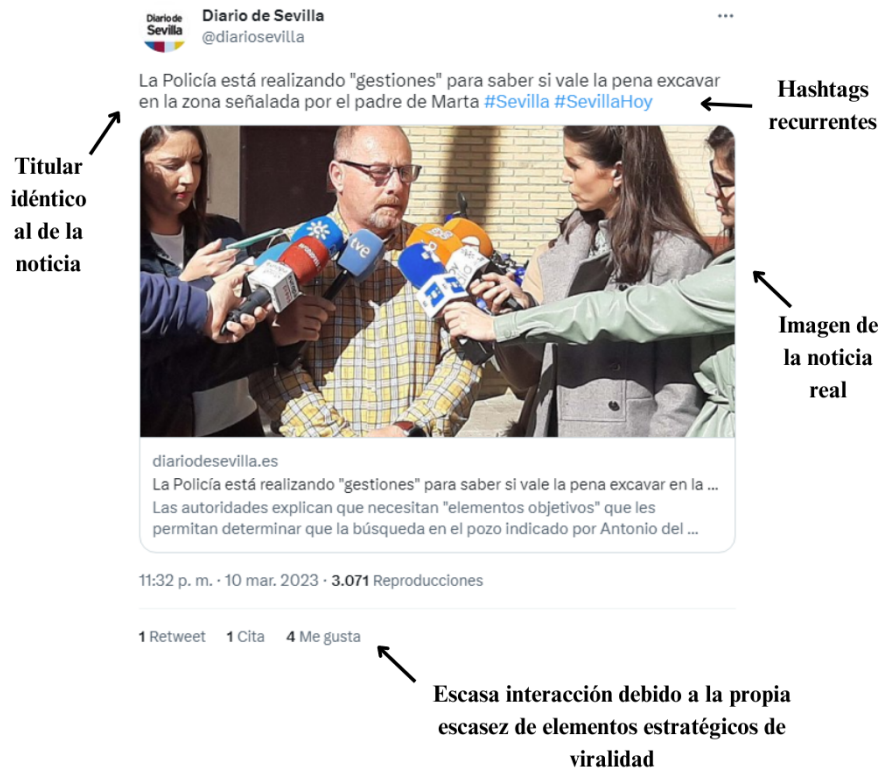 Diario de
Sevilla
Diario de Sevilla
@diariosevilla
La Policía está realizando "gestiones" para saber si vale la pena excavar
en la zona señalada por el padre de Marta #Sevilla #SevillaHoy
Hashtags
recurrentes
Titular
idéntico
al de la
noticia
tve
Imagen de
la noticia
real
diariodesevilla.es
La Policía está realizando "gestiones" para saber si vale la pena excavar en la ...
Las autoridades explican que necesitan "elementos objetivos" que les
permitan determinar que la búsqueda en el pozo indicado por Antonio del ...
11:32 p. m. · 10 mar. 2023 · 3.071 Reproducciones
1 Retweet 1 Cita 4 Me gusta
Escasa interacción debido a la propia
escasez de elementos estratégicos de
viralidad